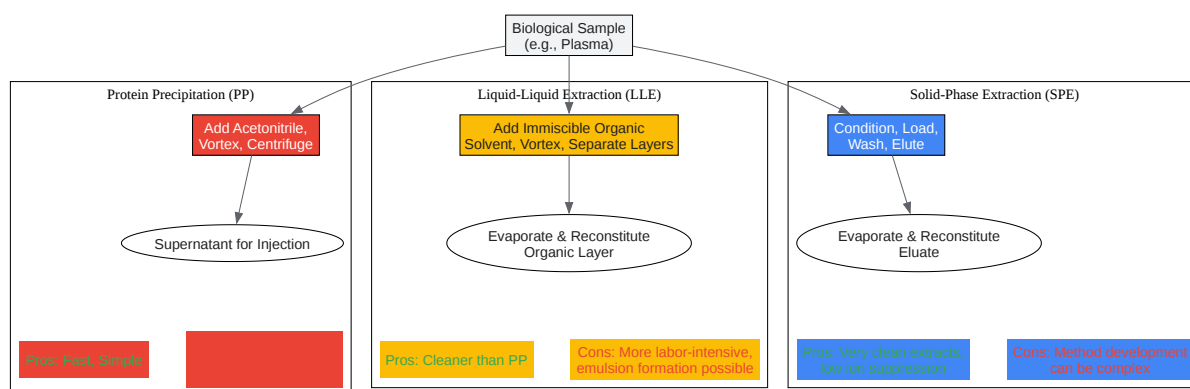 Biological Sample
(e.g., Plasma)
Protein Precipitation (PP)
Add Acetonitrile,
Vortex, Centrifuge
Supernatant for Injection
Pros: Fast, Simple
Liquid-Liquid Extraction (LLE)
Add Immiscible Organic
Solvent, Vortex, Separate Layers
Evaporate & Reconstitute
Organic Layer
Pros: Cleaner than PP
Cons: More labor-intensive,
emulsion formation possible
Solid-Phase Extraction (SPE)
Condition, Load,
Wash, Elute
Evaporate & Reconstitute
Eluate
Pros: Very clean extracts,
low ion suppression
Cons: Method development
can be complex